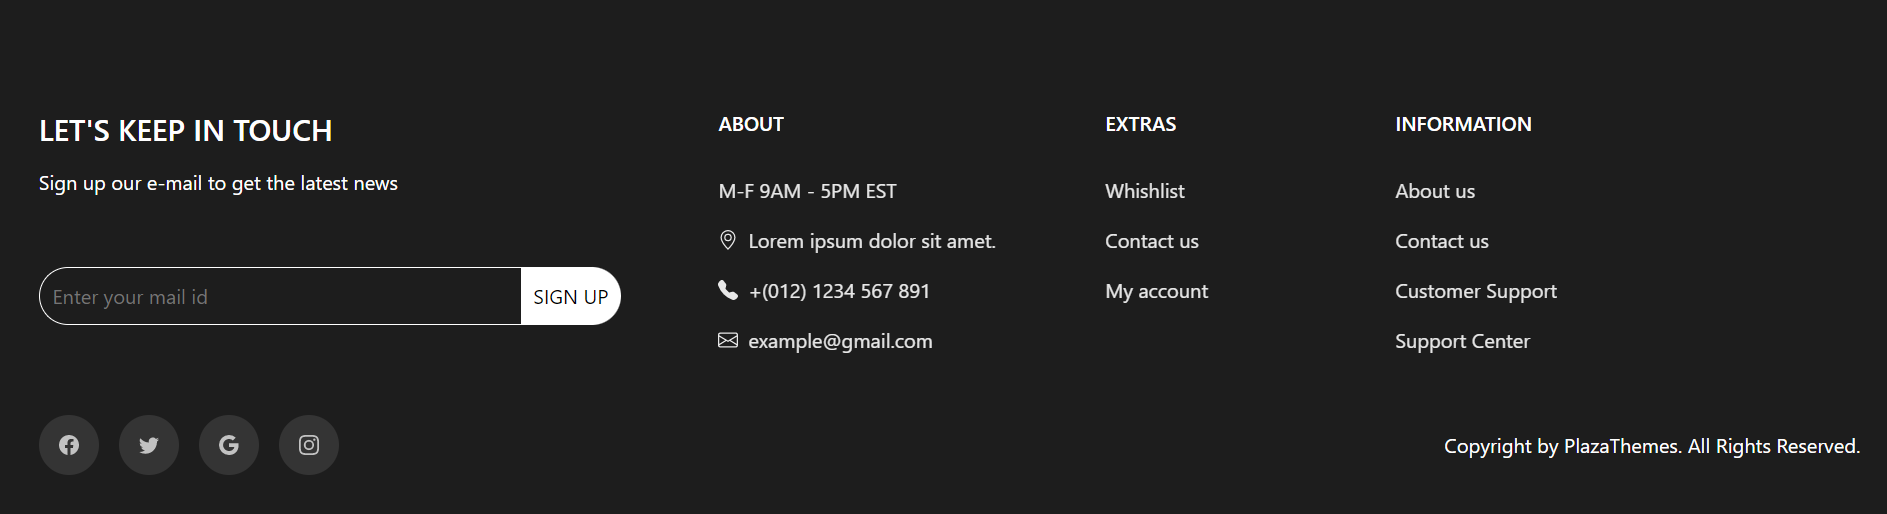 LET'S KEEP IN TOUCH
Sign up our e-mail to get the latest news
Enter your mail id
SIGN UP
ABOUT
M-F 9AM - 5PM EST
Lorem ipsum dolor sit amet.
+(012) 1234 567 891
example@gmail.com
EXTRAS
Whishlist
Contact us
My account
INFORMATION
About us
Contact us
Customer Support
Support Center
Copyright by PlazaThemes. All Rights Reserved.